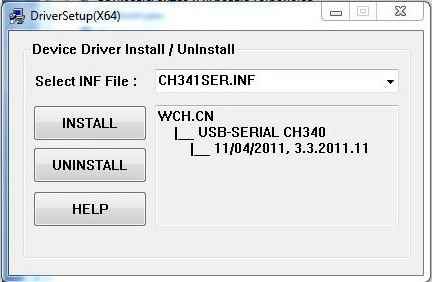 DriverSetup(X64)
Device Driver Install / UnInstall
Select INF File : CH341SER.INF
INSTALL
UNINSTALL
HELP
WCH.CN
|__ USB-SERIAL CH340
|__ 11/04/2011, 3.3.2011.11